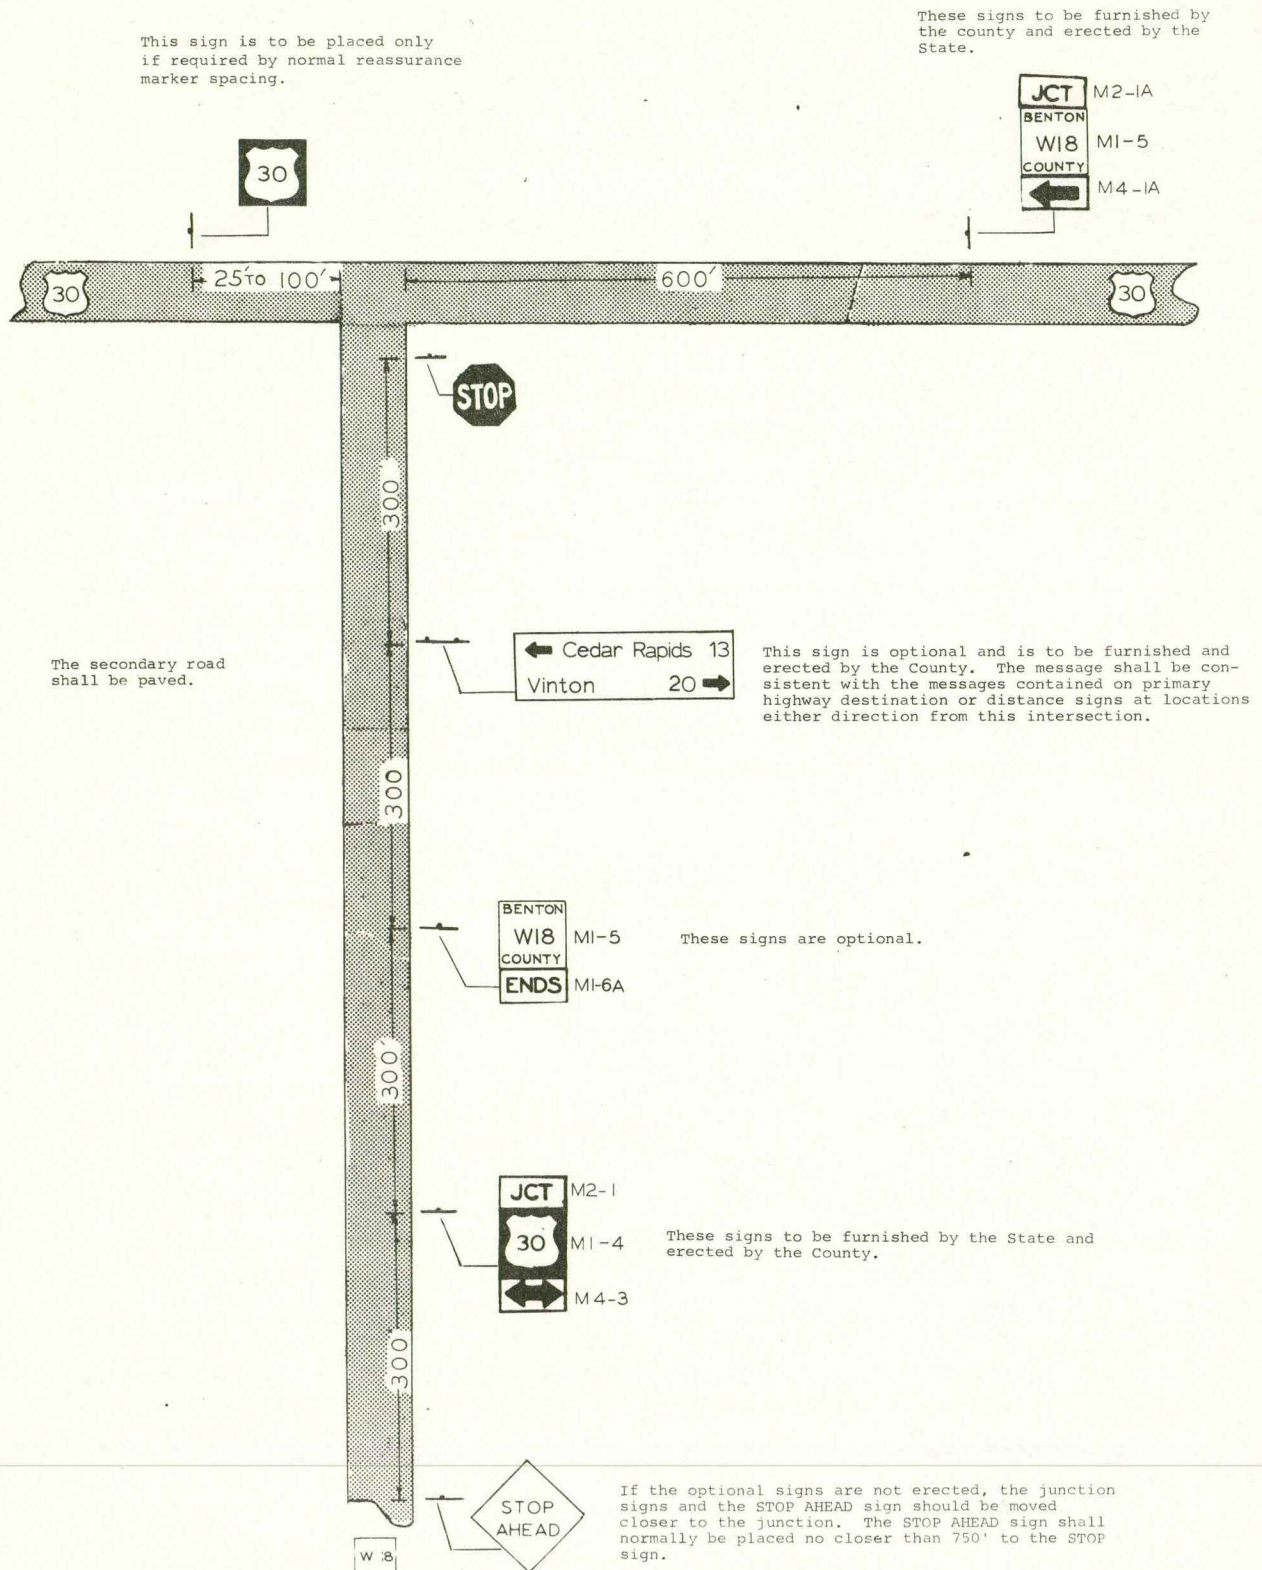 These signs to be furnished by
the county and erected by the
State.
This sign is to be placed only
if required by normal reassurance
marker spacing.
JCT M2-1A
BENTON
W18 M1-5
COUNTY
M4-1A
30
30
25' TO 100'
600'
30
STOP
300'
The secondary road
shall be paved.
Cedar Rapids 13
Vinton 20
This sign is optional and is to be furnished and
erected by the County. The message shall be con-
sistent with the messages contained on primary
highway destination or distance signs at locations
either direction from this intersection.
300
BENTON
W18 M1-5
COUNTY
ENDS M1-6A
These signs are optional.
300'
JCT M2-1
30 M1-4
M4-3
These signs to be furnished by the State and
erected by the County.
300
STOP
AHEAD
If the optional signs are not erected, the junction
signs and the STOP AHEAD sign should be moved
closer to the junction. The STOP AHEAD sign shall
normally be placed no closer than 750' to the STOP
sign.
W18